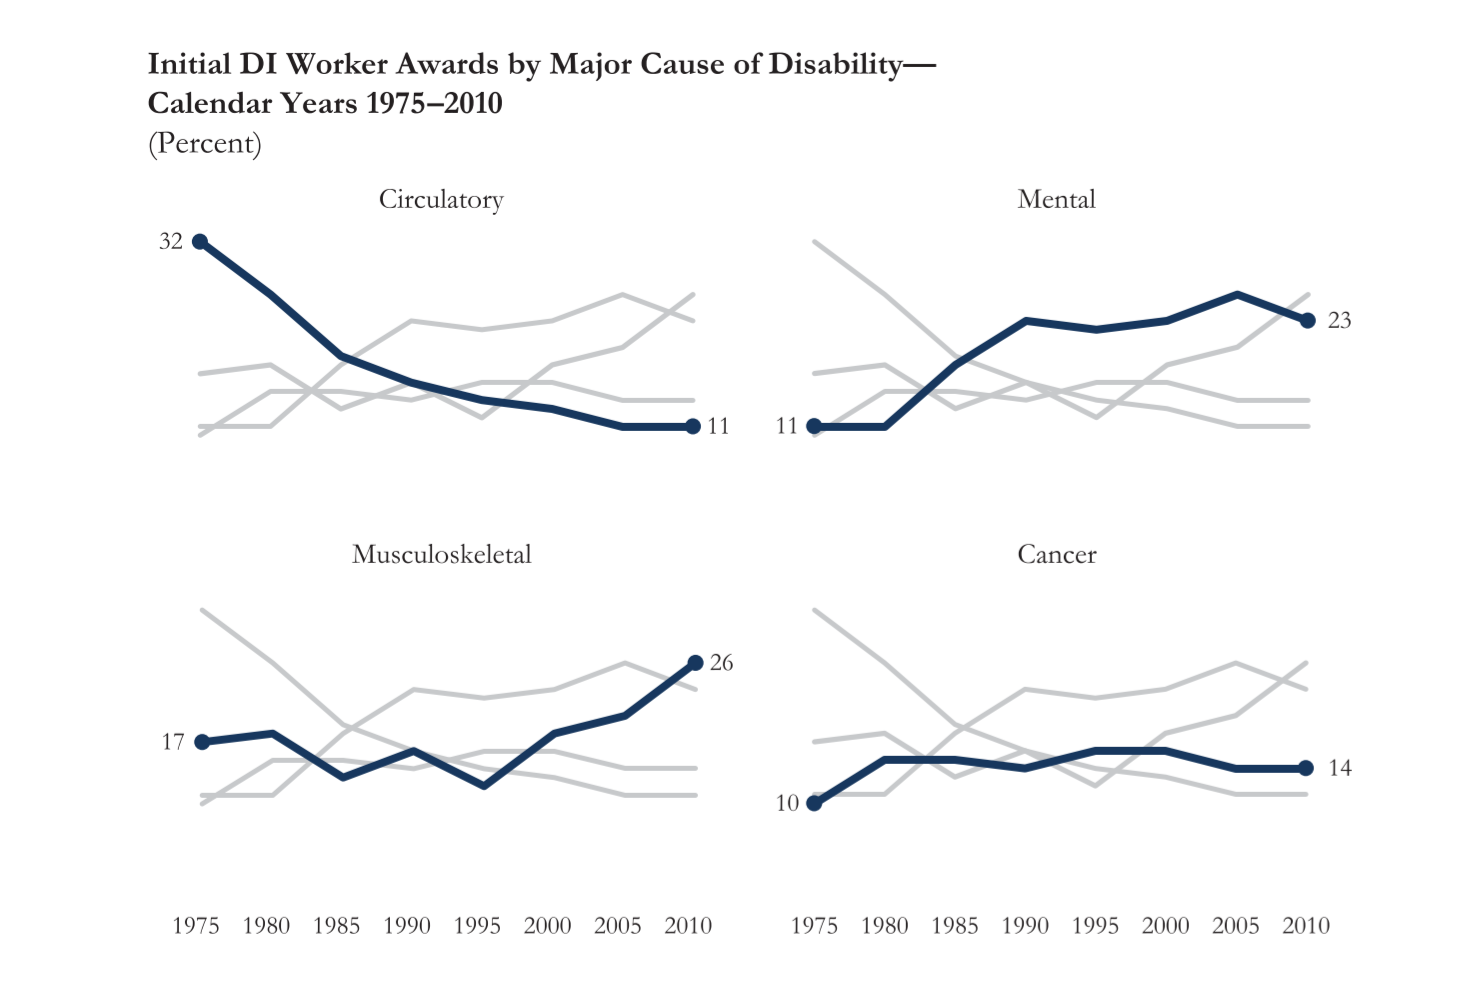 Initial DI Worker Awards by Major Cause of Disability—
Calendar Years 1975–2010
(Percent)
Circulatory
Mental
32
11
11
23
Musculoskeletal
Cancer
17
26
10
14
1975 1980 1985 1990 1995 2000 2005 2010
1975 1980 1985 1990 1995 2000 2005 2010